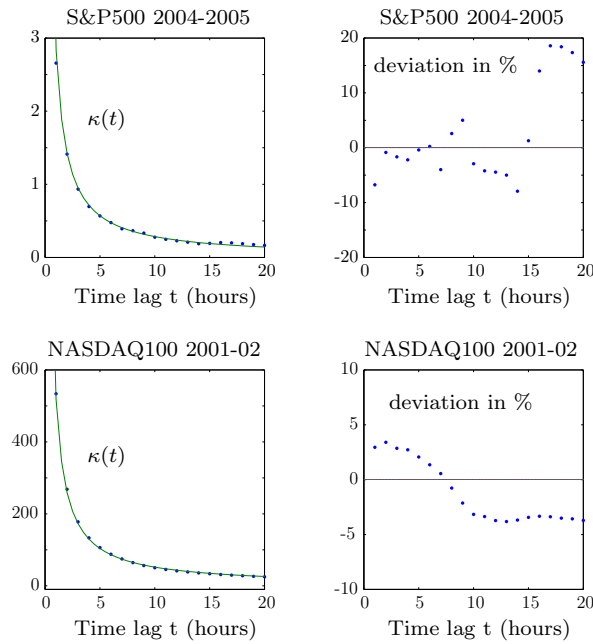 S&P500 2004-2005
3
2
1
0
κ(t)
0 5 10 15 20
Time lag t (hours)
S&P500 2004-2005
20
10
0
-10
-20
deviation in %
0 5 10 15 20
Time lag t (hours)
NASDAQ100 2001-02
600
400
200
0
κ(t)
0 5 10 15 20
Time lag t (hours)
NASDAQ100 2001-02
10
5
0
-5
-10
deviation in %
0 5 10 15 20
Time lag t (hours)